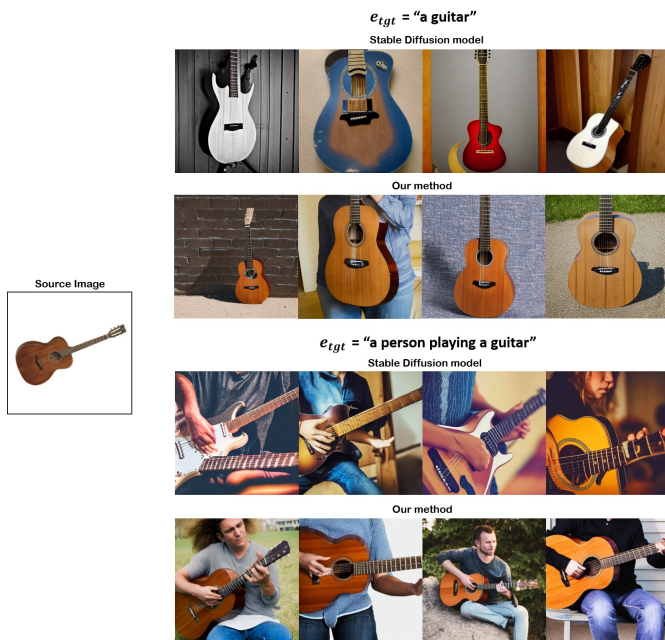 e_tgt = “a guitar”
Stable Diffusion model
Our method
Source Image
e_tgt = “a person playing a guitar”
Stable Diffusion model
Our method